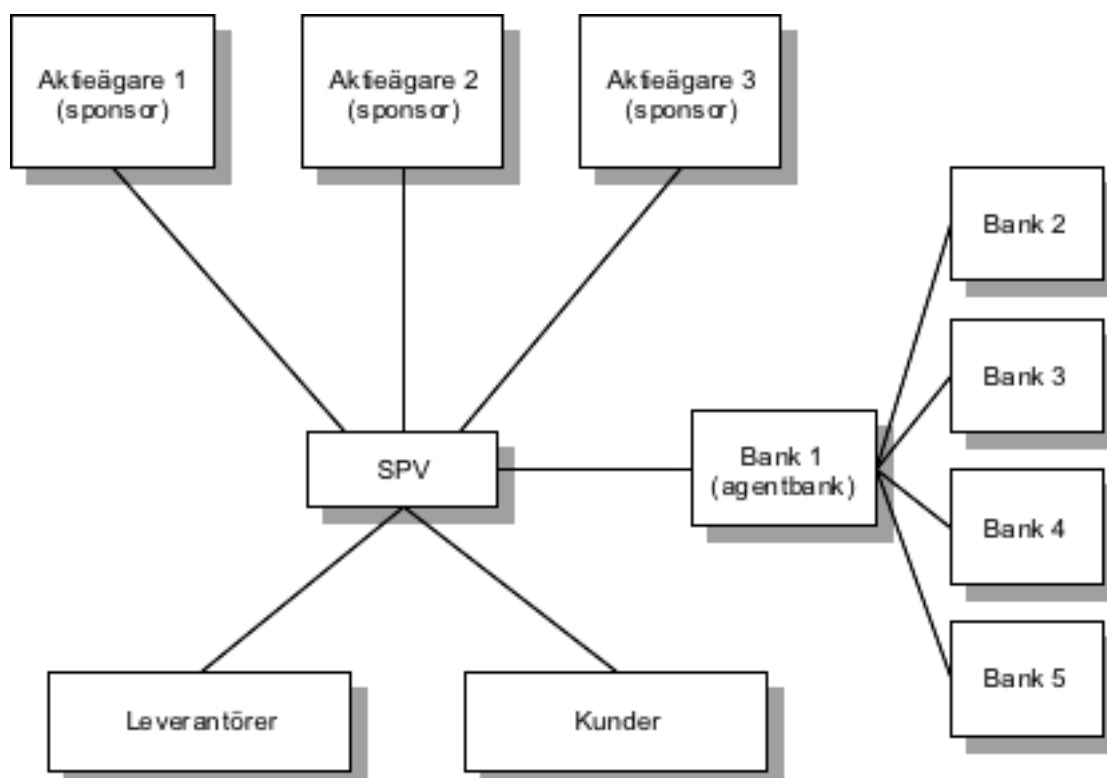 Aktieägare 1
(sponsor)
Aktieägare 2
(sponsor)
Aktieägare 3
(sponsor)
Bank 2
Bank 3
SPV
Bank 1
(agentbank)
Bank 4
Bank 5
Leverantörer
Kunder